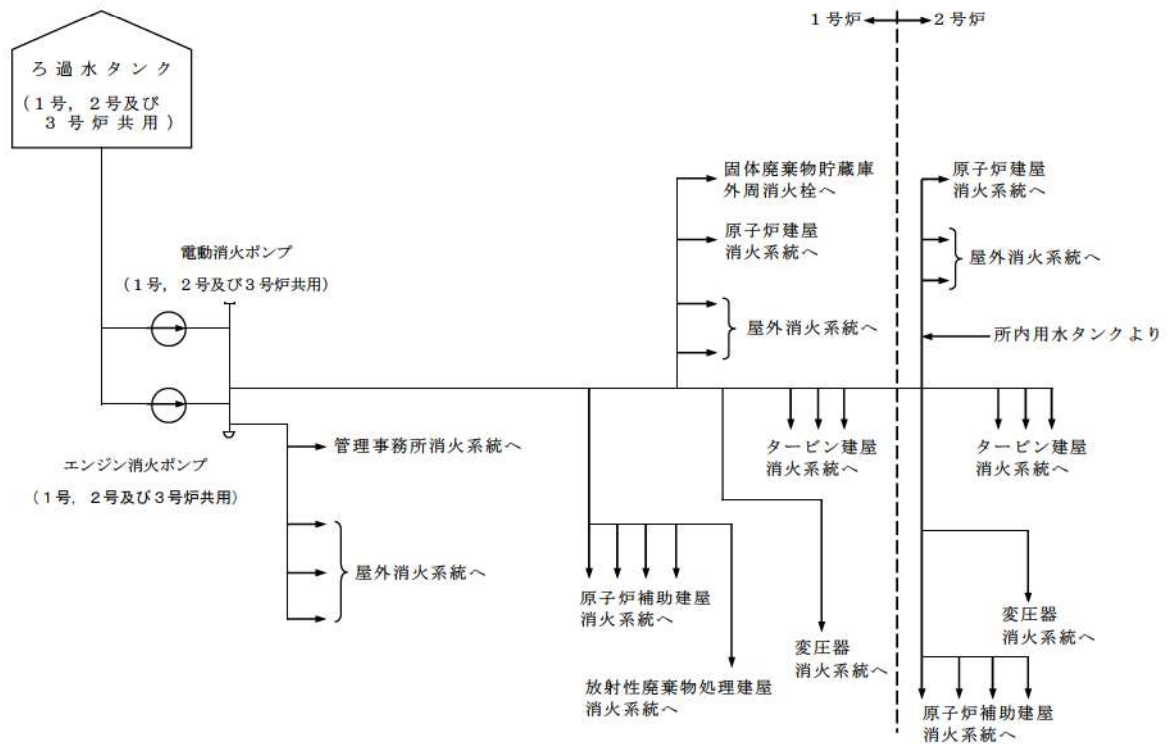 ろ過水タンク
(1号，2号及び
3号炉共用)
電動消火ポンプ
(1号，2号及び3号炉共用)
エンジン消火ポンプ
(1号，2号及び3号炉共用)
管理事務所消火系統へ
屋外消火系統へ
固体廃棄物貯蔵庫
外周消火栓へ
原子炉建屋
消火系統へ
屋外消火系統へ
原子炉補助建屋
消火系統へ
放射性廃棄物処理建屋
消火系統へ
変圧器
消火系統へ
タービン建屋
消火系統へ
1号炉
2号炉
原子炉建屋
消火系統へ
屋外消火系統へ
所内用水タンクより
タービン建屋
消火系統へ
変圧器
消火系統へ
原子炉補助建屋
消火系統へ